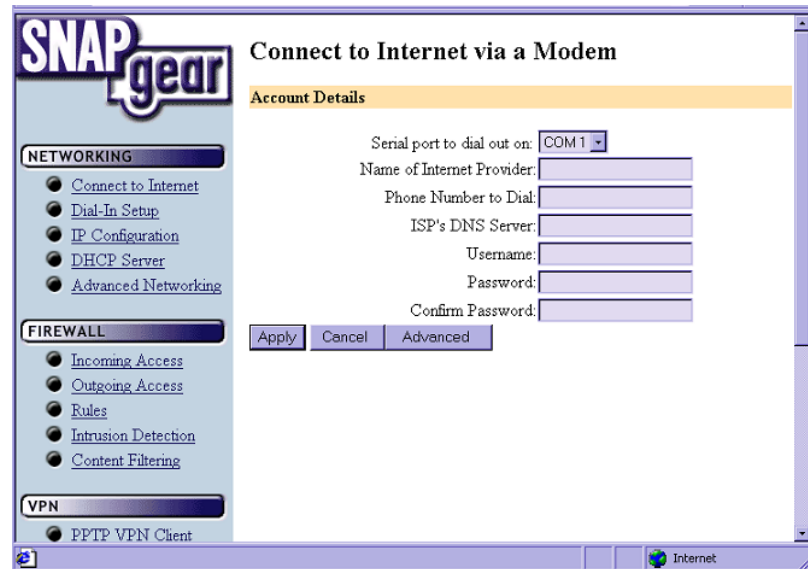 SNAP
gear
NETWORKING
Connect to Internet
Dial-In Setup
IP Configuration
DHCP Server
Advanced Networking
FIREWALL
Incoming Access
Outgoing Access
Rules
Intrusion Detection
Content Filtering
VPN
PPTP VPN Client
Connect to Internet via a Modem
Account Details
Serial port to dial out on: COM 1
Name of Internet Provider:
Phone Number to Dial:
ISP's DNS Server:
Username:
Password:
Confirm Password:
Apply Cancel Advanced
Internet